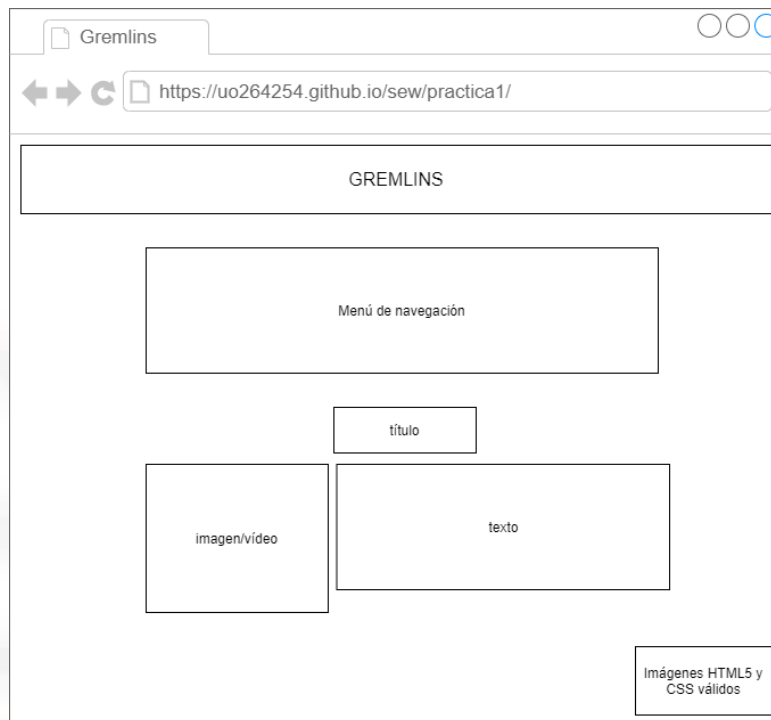 Gremlins
https://uo264254.github.io/sew/practica1/
GREMLINS
Menú de navegación
título
imagen/vídeo
texto
Imágenes HTML5 y
CSS válidos